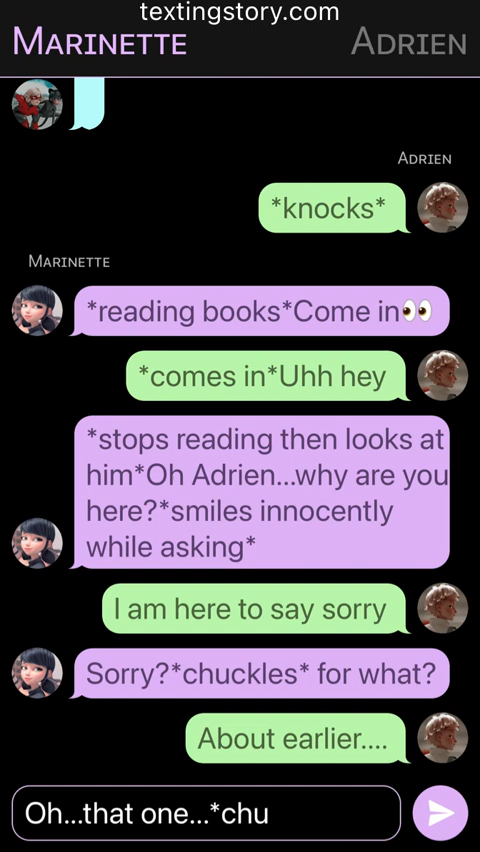 textingstory.com
Marinette Adrien
Adrien
*knocks*
Marinette
*reading books*Come in👀
*comes in*Uhh hey
*stops reading then looks at
him*Oh Adrien...why are you
here?*smiles innocently
while asking*
I am here to say sorry
Sorry?*chuckles* for what?
About earlier....
Oh...that one...*chu